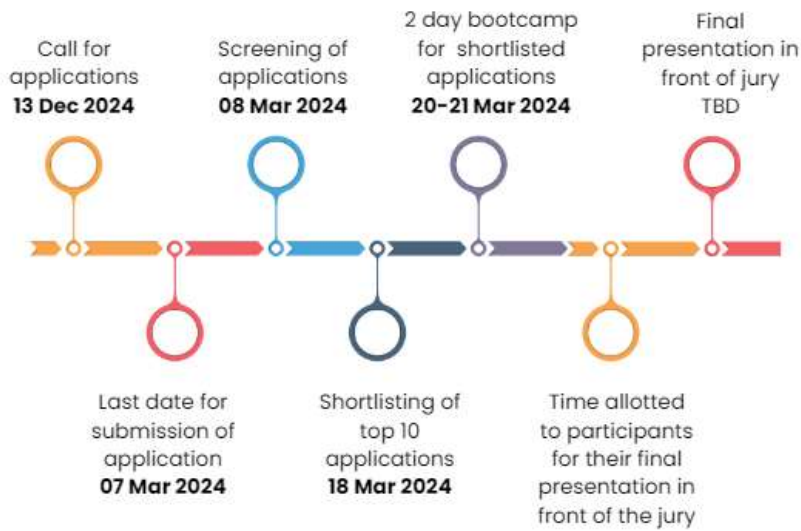 Call for
applications
13 Dec 2024
Last date for
submission of
application
07 Mar 2024
Screening of
applications
08 Mar 2024
Shortlisting of
top 10
applications
18 Mar 2024
2 day bootcamp
for shortlisted
applications
20-21 Mar 2024
Time allotted
to participants
for their final
presentation in
front of the jury
Final
presentation in
front of jury
TBD